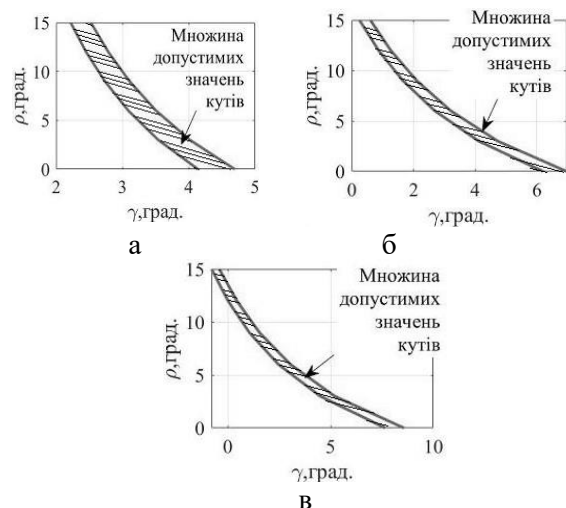 15
10
5
0
ρ,град.
Множина
допустимих
значень
кутів
2 3 4 5
γ,град.
а
15
10
5
0
ρ,град.
Множина
допустимих
значень
кутів
0 2 4 6
γ,град.
б
15
10
5
0
ρ,град.
Множина
допустимих
значень
кутів
0 5 10
γ,град.
в